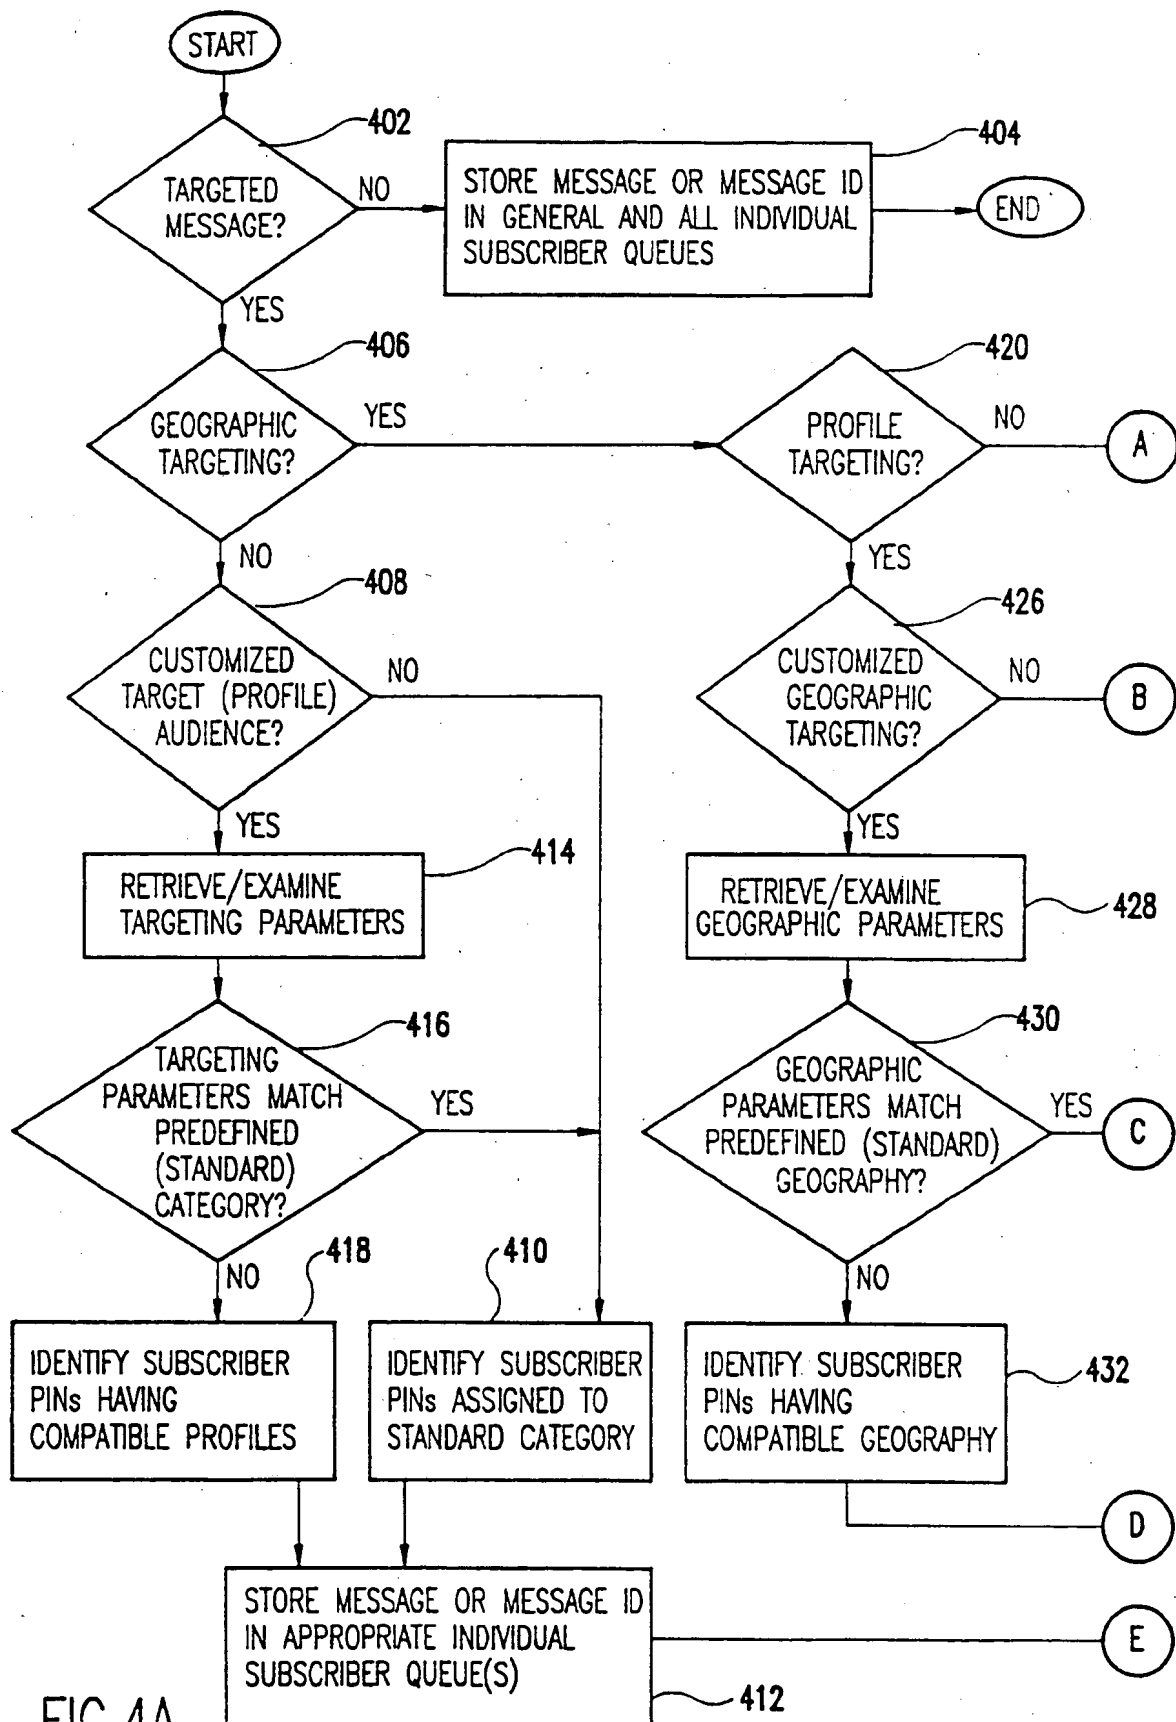 START
402
TARGETED
MESSAGE?
NO
STORE MESSAGE OR MESSAGE ID
IN GENERAL AND ALL INDIVIDUAL
SUBSCRIBER QUEUES
404
END
YES
406
GEOGRAPHIC
TARGETING?
YES
420
PROFILE
TARGETING?
NO
A
NO
YES
408
CUSTOMIZED
TARGET (PROFILE)
AUDIENCE?
NO
426
CUSTOMIZED
GEOGRAPHIC
TARGETING?
NO
B
YES
YES
414
RETRIEVE/EXAMINE
TARGETING PARAMETERS
RETRIEVE/EXAMINE
GEOGRAPHIC PARAMETERS
428
416
TARGETING
PARAMETERS MATCH
PREDEFINED
(STANDARD)
CATEGORY?
YES
430
GEOGRAPHIC
PARAMETERS MATCH
PREDEFINED (STANDARD)
GEOGRAPHY?
YES
C
NO
418
410
NO
IDENTIFY SUBSCRIBER
PINs HAVING
COMPATIBLE PROFILES
IDENTIFY SUBSCRIBER
PINs ASSIGNED TO
STANDARD CATEGORY
IDENTIFY SUBSCRIBER
PINs HAVING
COMPATIBLE GEOGRAPHY
432
D
STORE MESSAGE OR MESSAGE ID
IN APPROPRIATE INDIVIDUAL
SUBSCRIBER QUEUE(S)
E
412
FIG.4A